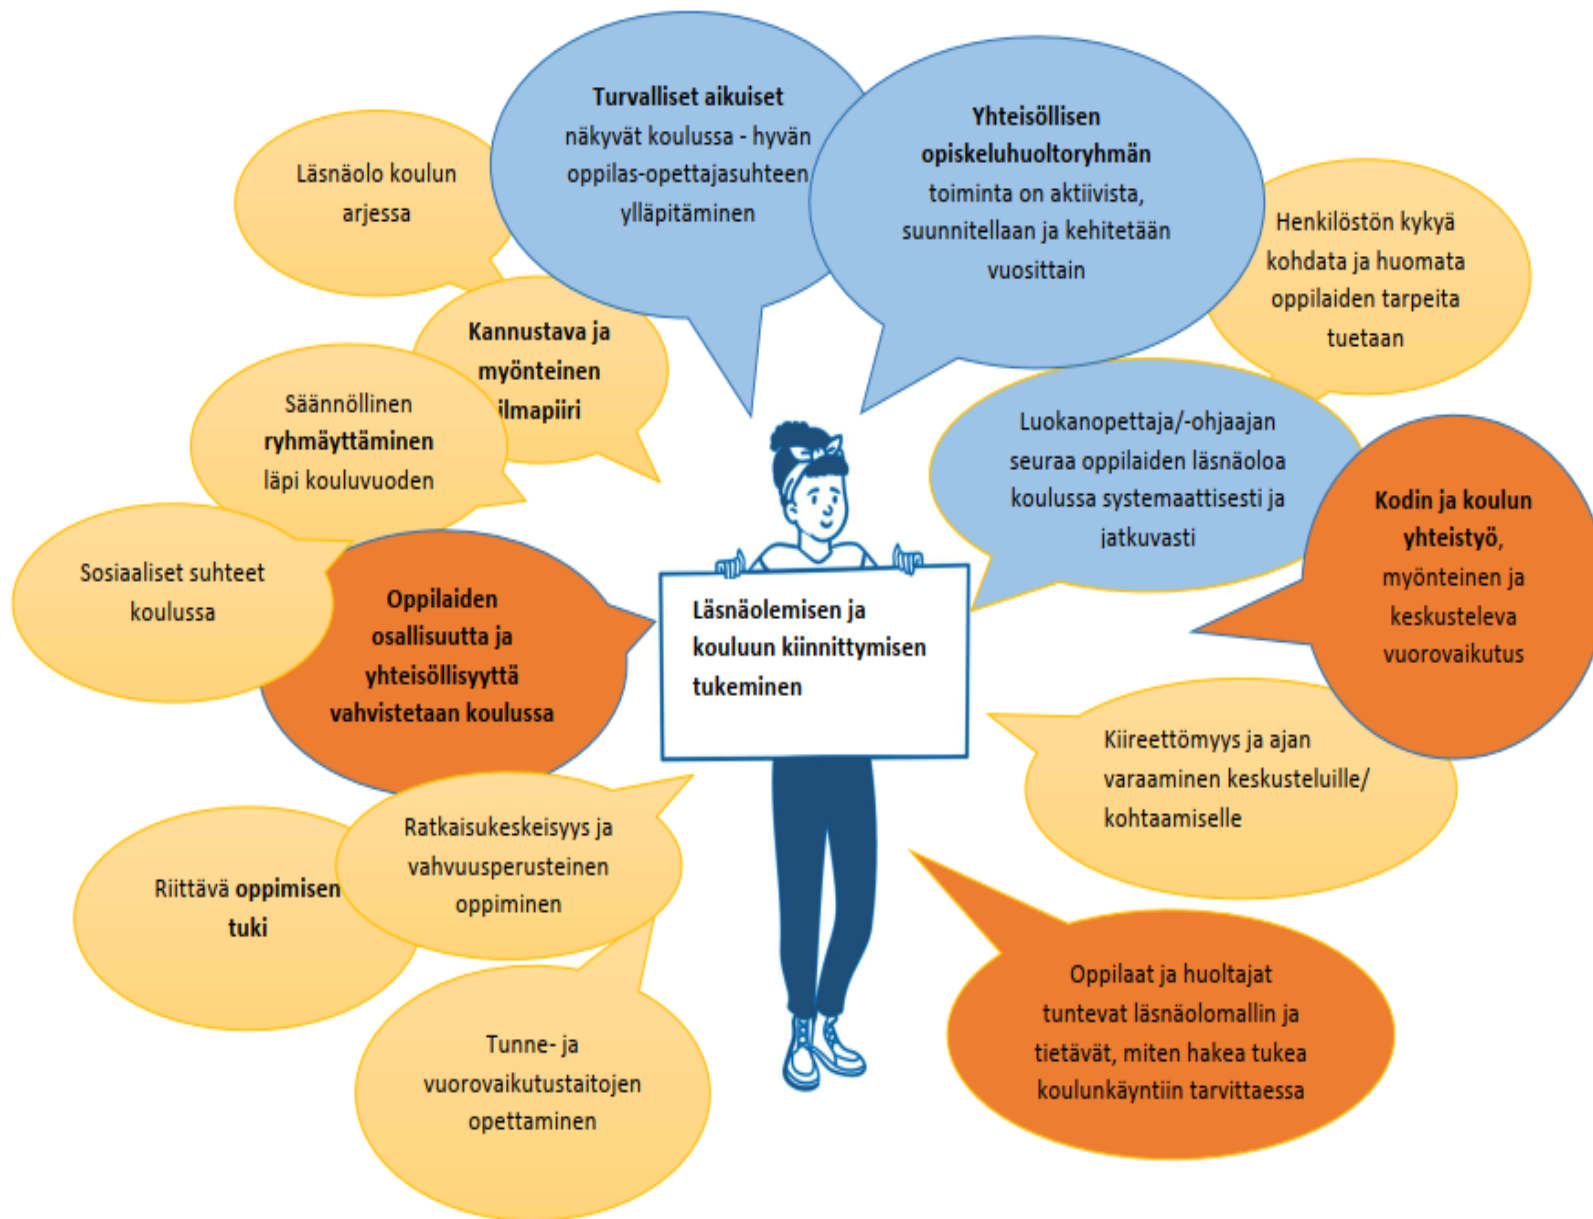 Turvalliset aikuiset
näkyvät koulussa - hyvän
oppilas-opettajasuhteen
ylläpitäminen
Yhteisöllisen
opiskeluhuoltoryhmän
toiminta on aktiivista,
suunnitellaan ja kehitetään
vuosittain
Läsnäolo koulun
arjessa
Henkilöstön kykyä
kohdata ja huomata
oppilaiden tarpeita
tuetaan
Kannustava ja
myönteinen
ilmapiiri
Säännöllinen
ryhmäyttäminen
läpi kouluvuoden
Luokanopettaja/-ohjaajan
seuraa oppilaiden läsnäoloa
koulussa systemaattisesti ja
jatkuvasti
Kodin ja koulun
yhteistyö,
myönteinen ja
keskusteleva
vuorovaikutus
Sosiaaliset suhteet
koulussa
Oppilaiden
osallisuutta ja
yhteisöllisyyttä
vahvistetaan koulussa
Läsnäolemisen ja
kouluun kiinnittymisen
tukeminen
Kiireettömyys ja ajan
varaaminen keskusteluille/
kohtaamiselle
Ratkaisukeskeisyys ja
vahvuusperusteinen
oppiminen
Riittävä oppimisen
tuki
Oppilaat ja huoltajat
tuntevat läsnäolomallin ja
tietävät, miten hakea tukea
koulunkäyntiin tarvittaessa
Tunne- ja
vuorovaikutustaitojen
opettaminen